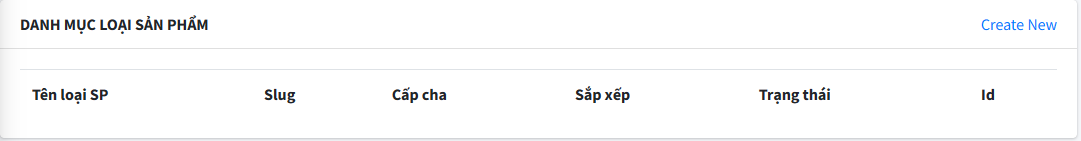 DANH MỤC LOẠI SẢN PHẨM Create New
Tên loại SP Slug Cấp cha Sắp xếp Trạng thái Id